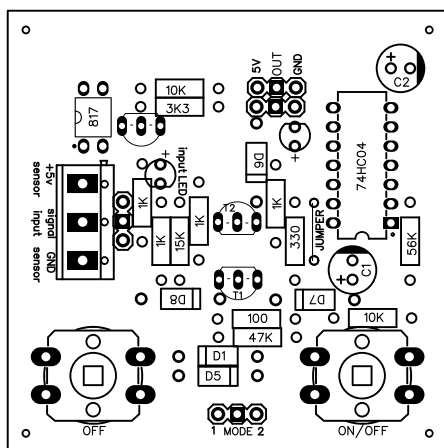 5V
OUT
GND
C2
10K
3K3
817
+
+
+5v
sensor
signal
input
GND
sensor
input LED
D6
74HC04
1K
1K
T2
1K
1K
15K
330
JUMPER
56K
C1
+
T1
D8
D7
100
10K
47K
D1
D5
OFF
1 MODE 2
ON/OFF